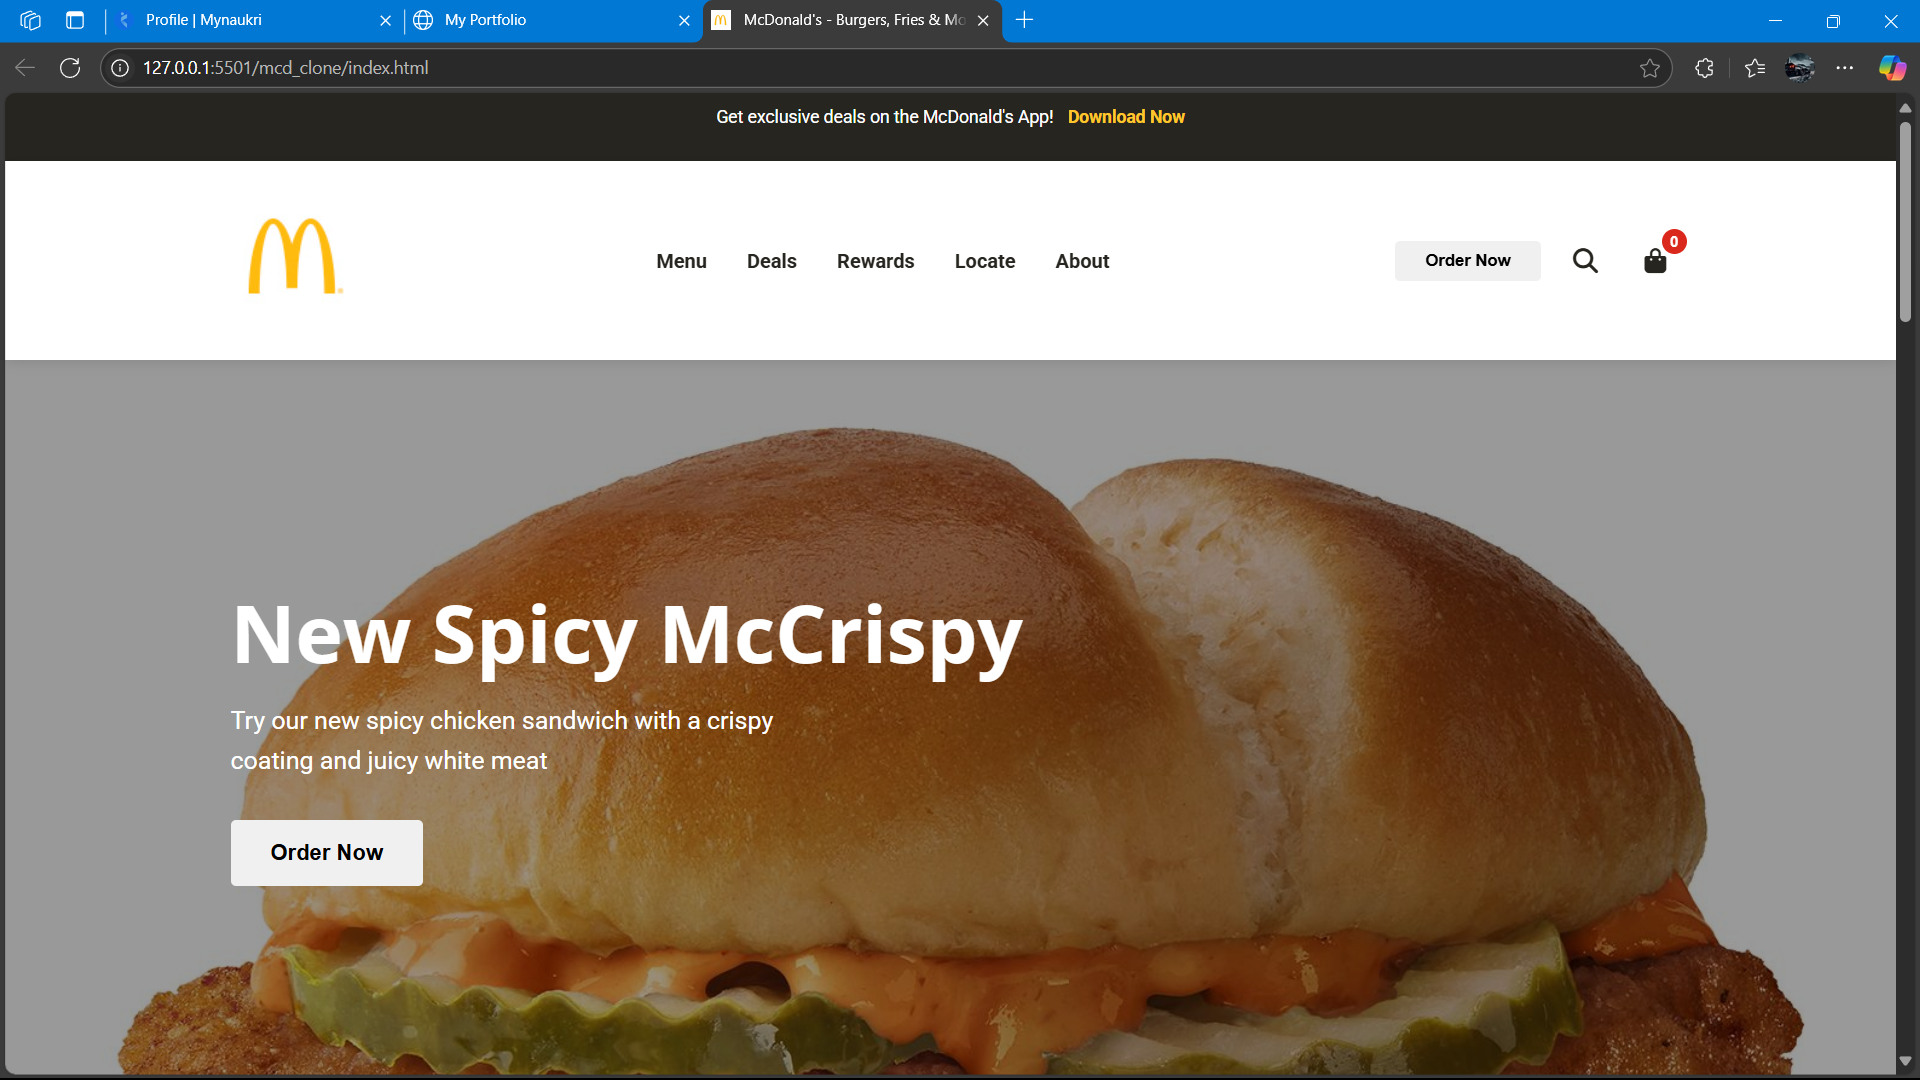 Profile | Mynaukri
My Portfolio
McDonald's - Burgers, Fries & Mo
127.0.0.1:5501/mcd_clone/index.html
Get exclusive deals on the McDonald's App! Download Now
Menu Deals Rewards Locate About
Order Now
0
New Spicy McCrispy
Try our new spicy chicken sandwich with a crispy
coating and juicy white meat
Order Now